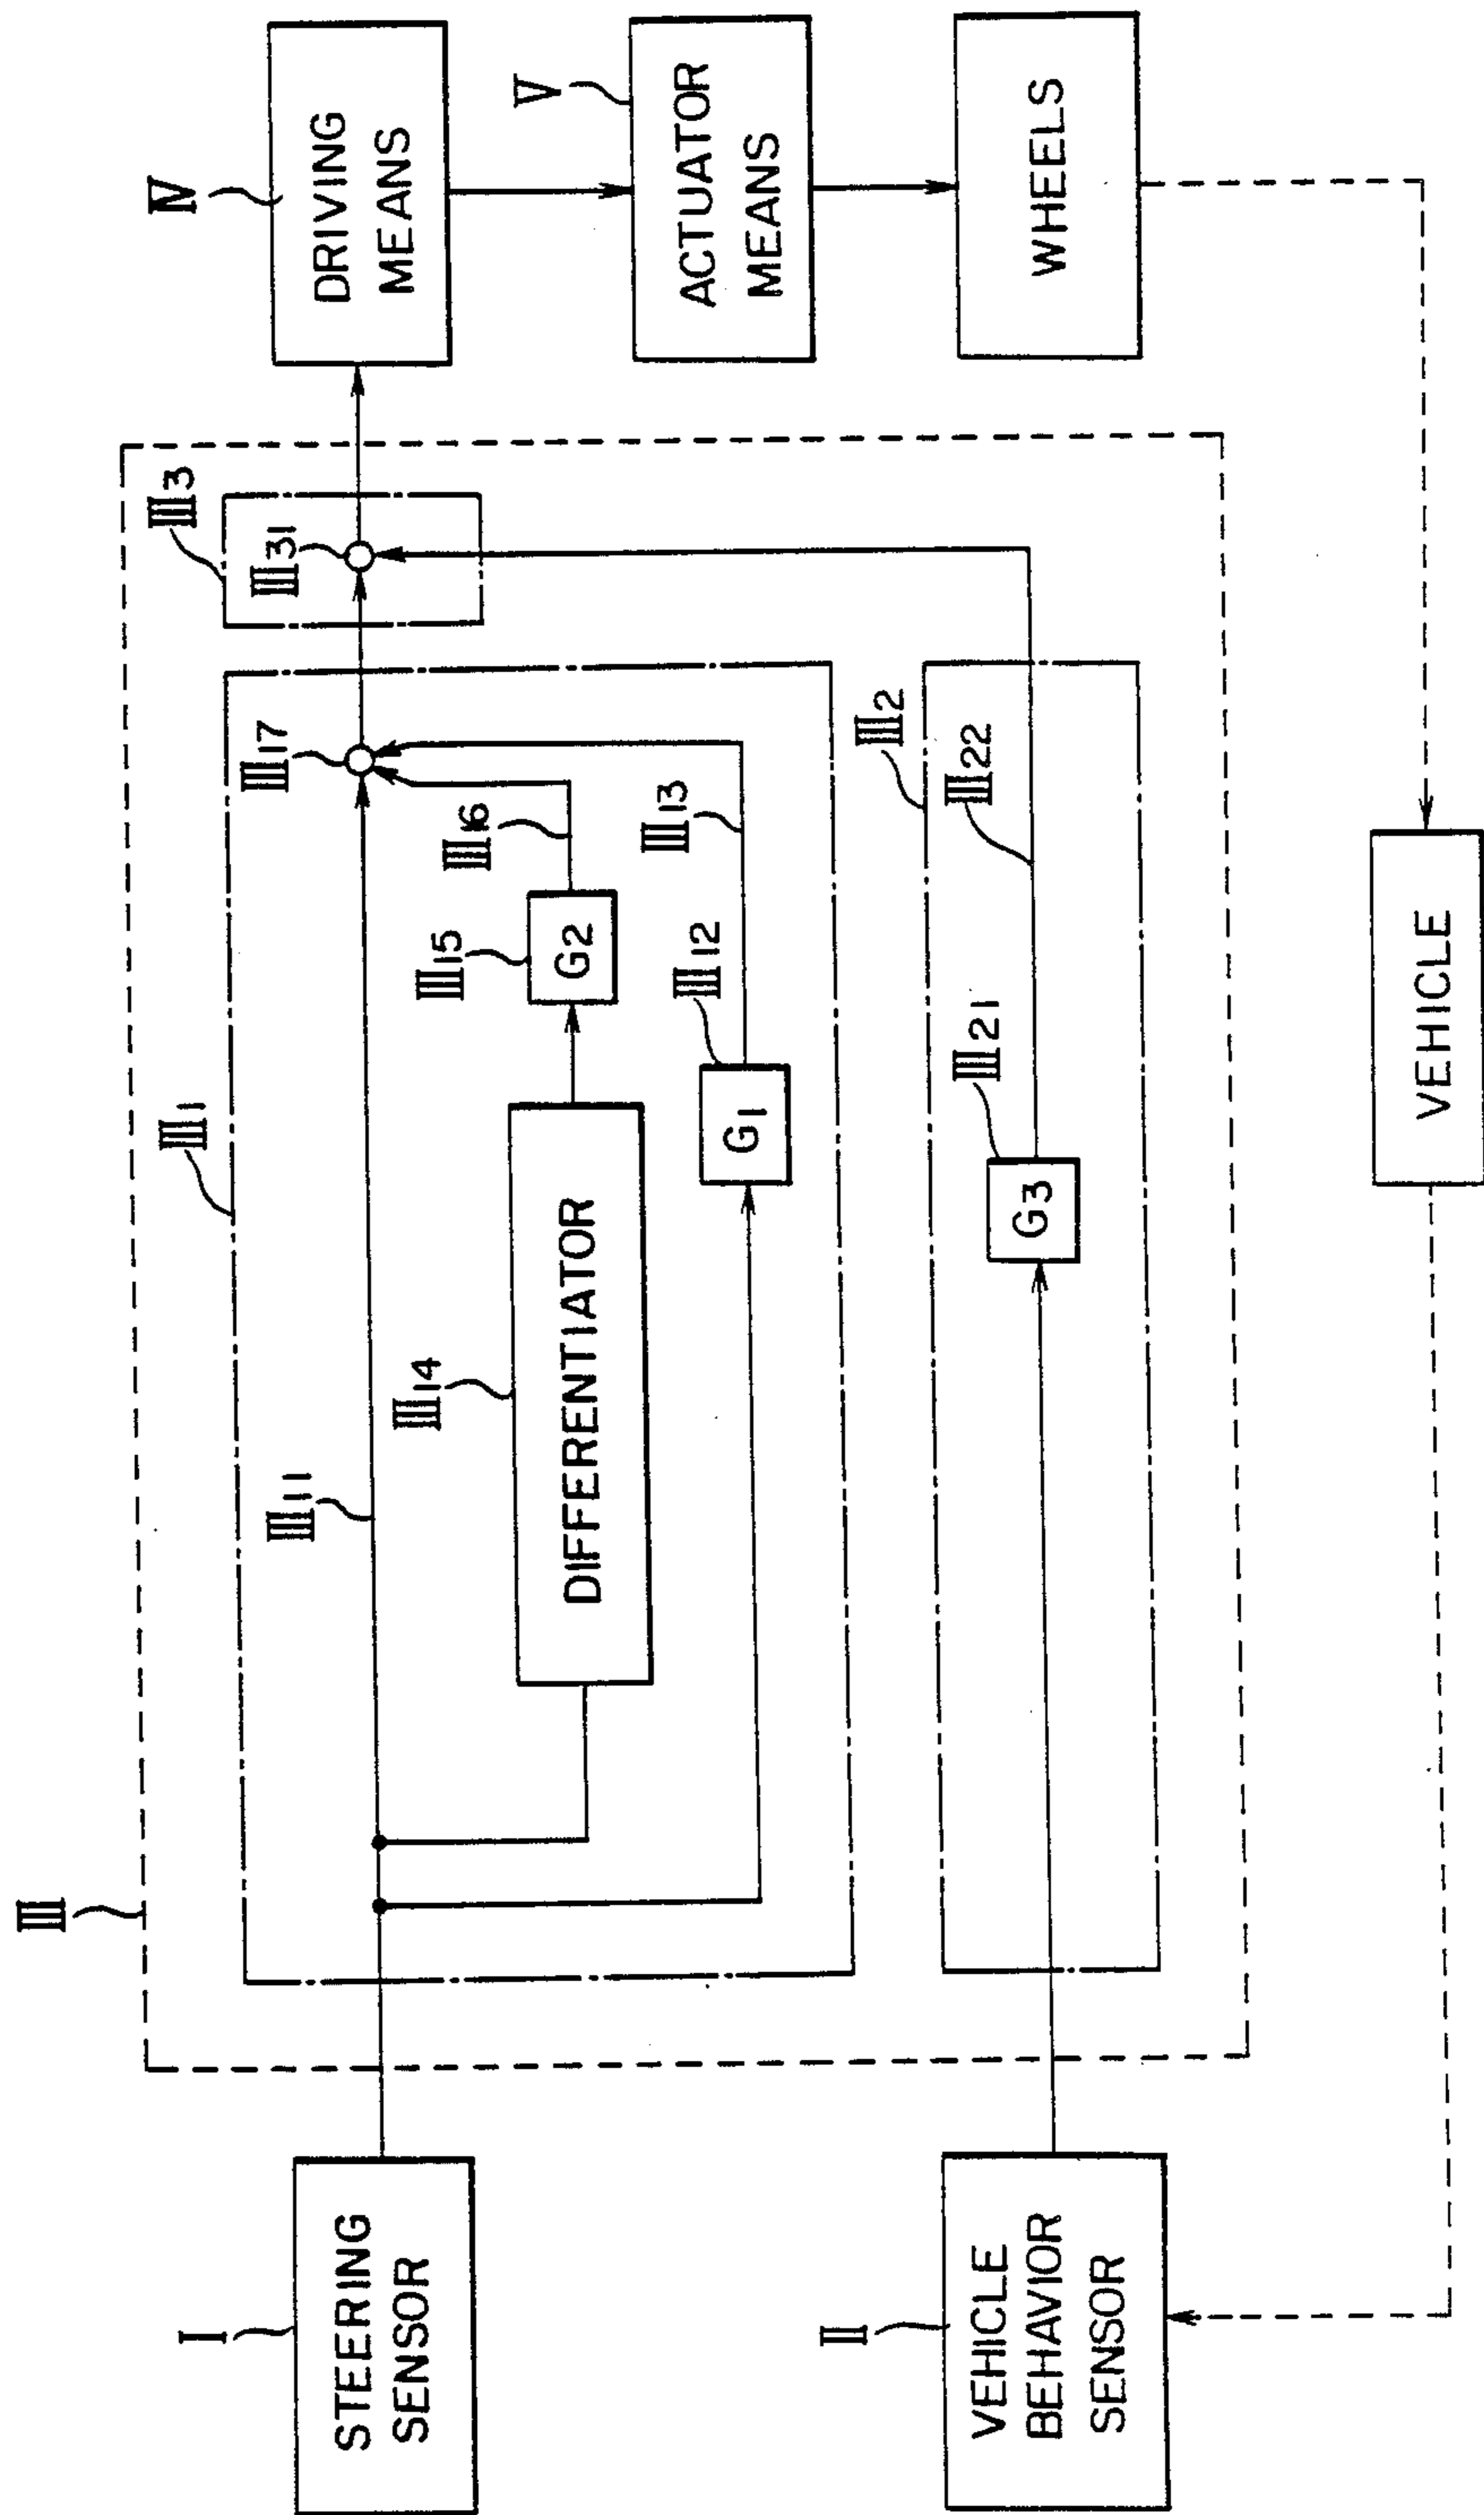 I
STEERING
SENSOR
II
VEHICLE
BEHAVIOR
SENSOR
III
III1
III11
III14
DIFFERENTIATOR
III15
G2
III16
III12
G1
III13
III17
III2
III21
G3
III22
III3
III31
IV
DRIVING
MEANS
V
ACTUATOR
MEANS
WHEELS
VEHICLE